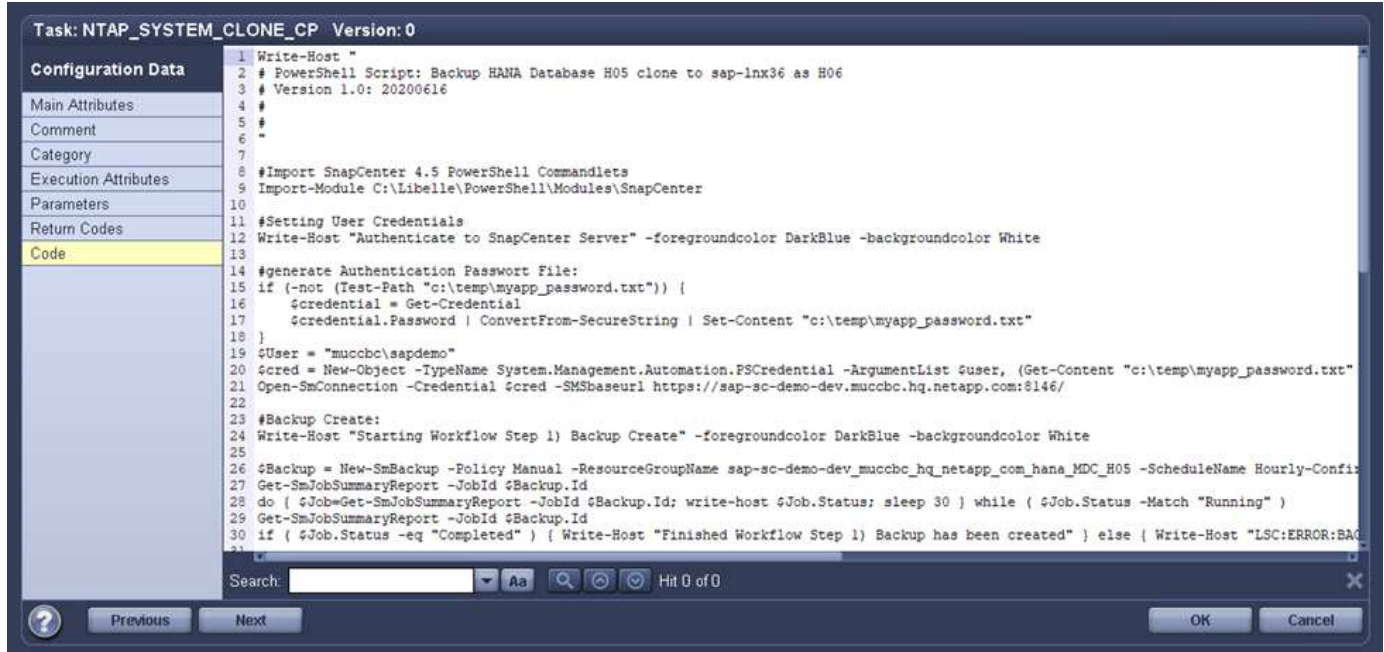 Task: NTAP_SYSTEM_CLONE_CP Version: 0
Configuration Data
Main Attributes
Comment
Category
Execution Attributes
Parameters
Return Codes
Code
1 Write-Host "
2 # PowerShell Script: Backup HANA Database H05 clone to sap-lnx36 as H06
3 # Version 1.0: 20200616
4 #
5 #
6 "
7
8 #Import SnapCenter 4.5 PowerShell Commandlets
9 Import-Module C:\Libelle\PowerShell\Modules\SnapCenter
10
11 #Setting User Credentials
12 Write-Host "Authenticate to SnapCenter Server" -foregroundcolor DarkBlue -backgroundcolor White
13
14 #generate Authentication Passwort File:
15 if (-not (Test-Path "c:\temp\myapp_password.txt")) {
16 $credential = Get-Credential
17 $credential.Password | ConvertFrom-SecureString | Set-Content "c:\temp\myapp_password.txt"
18 }
19 $User = "muccbc\sapdemo"
20 $cred = New-Object -TypeName System.Management.Automation.PSCredential -ArgumentList $user, (Get-Content "c:\temp\myapp_password.txt"
21 Open-SmConnection -Credential $cred -SMSbaseurl https://sap-sc-demo-dev.muccbc.hq.netapp.com:8146/
22
23 #Backup Create:
24 Write-Host "Starting Workflow Step 1) Backup Create" -foregroundcolor DarkBlue -backgroundcolor White
25
26 $Backup = New-SmBackup -Policy Manual -ResourceGroupName sap-sc-demo-dev_muccbc_hq_netapp_com_hana_MDC_H05 -ScheduleName Hourly-Confi
27 Get-SmJobSummaryReport -JobId $Backup.Id
28 do { $Job=Get-SmJobSummaryReport -JobId $Backup.Id; write-host $Job.Status; sleep 30 } while ( $Job.Status -Match "Running" )
29 Get-SmJobSummaryReport -JobId $Backup.Id
30 if ( $Job.Status -eq "Completed" ) { Write-Host "Finished Workflow Step 1) Backup has been created" } else { Write-Host "LSC:ERROR:BAC
31
Search: Aa Hit 0 of 0
? Previous Next OK Cancel